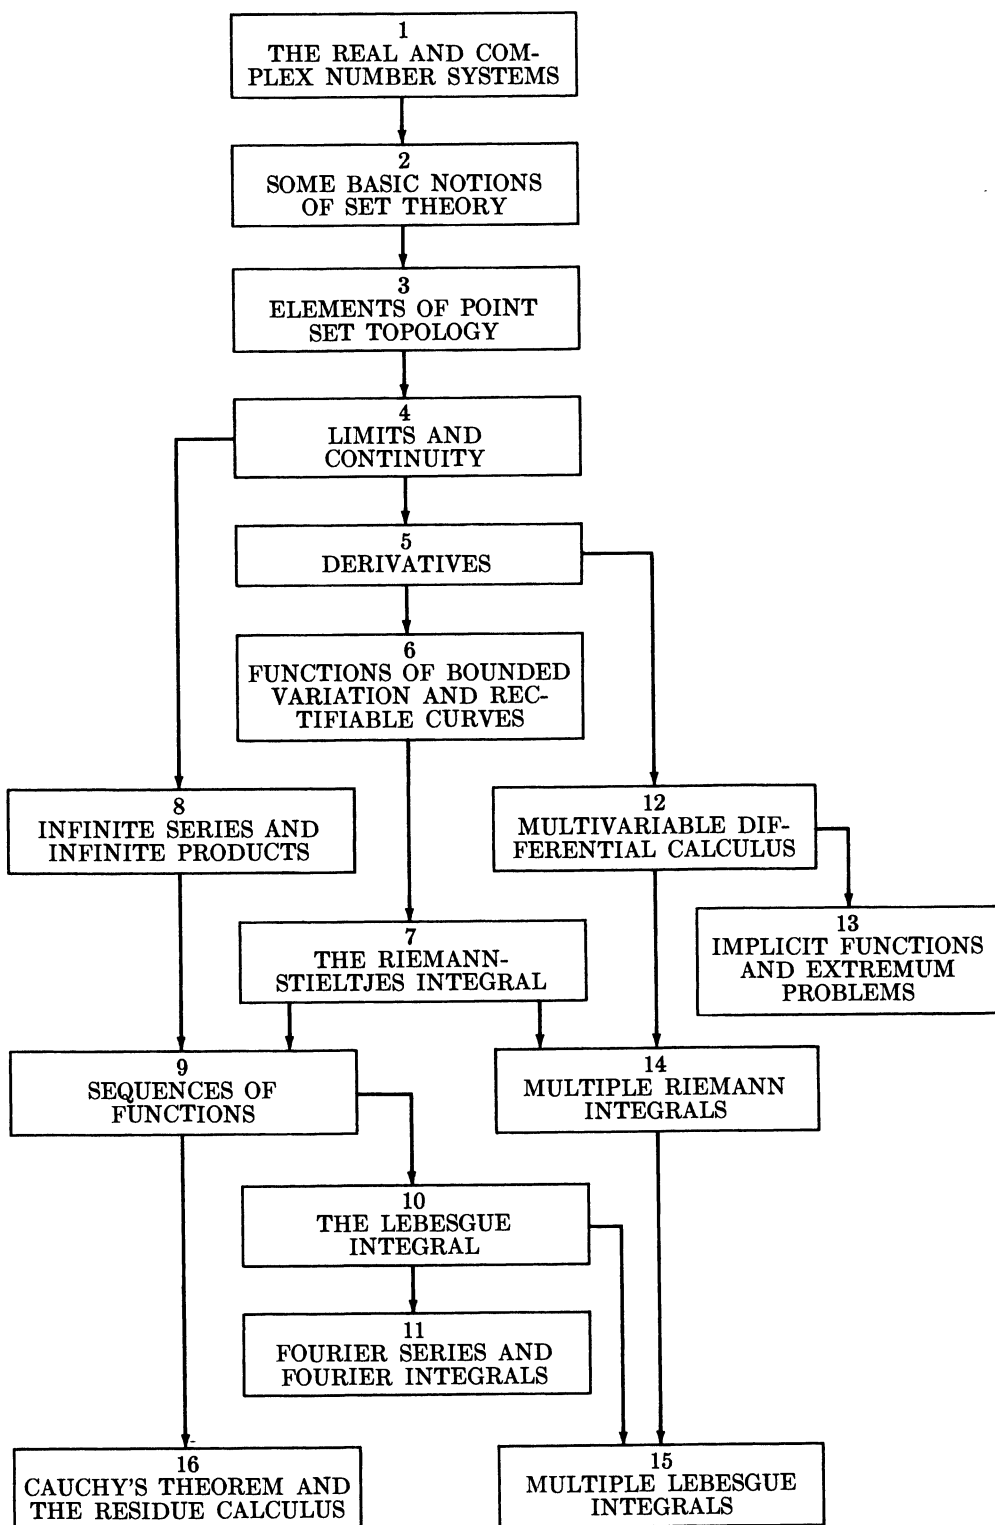 1
THE REAL AND COM-
PLEX NUMBER SYSTEMS
2
SOME BASIC NOTIONS
OF SET THEORY
3
ELEMENTS OF POINT
SET TOPOLOGY
4
LIMITS AND
CONTINUITY
5
DERIVATIVES
6
FUNCTIONS OF BOUNDED
VARIATION AND REC-
TIFIABLE CURVES
8
INFINITE SERIES AND
INFINITE PRODUCTS
12
MULTIVARIABLE DIF-
FERENTIAL CALCULUS
7
THE RIEMANN-
STIELTJES INTEGRAL
13
IMPLICIT FUNCTIONS
AND EXTREMUM
PROBLEMS
9
SEQUENCES OF
FUNCTIONS
14
MULTIPLE RIEMANN
INTEGRALS
10
THE LEBESGUE
INTEGRAL
11
FOURIER SERIES AND
FOURIER INTEGRALS
16
CAUCHY'S THEOREM AND
THE RESIDUE CALCULUS
15
MULTIPLE LEBESGUE
INTEGRALS